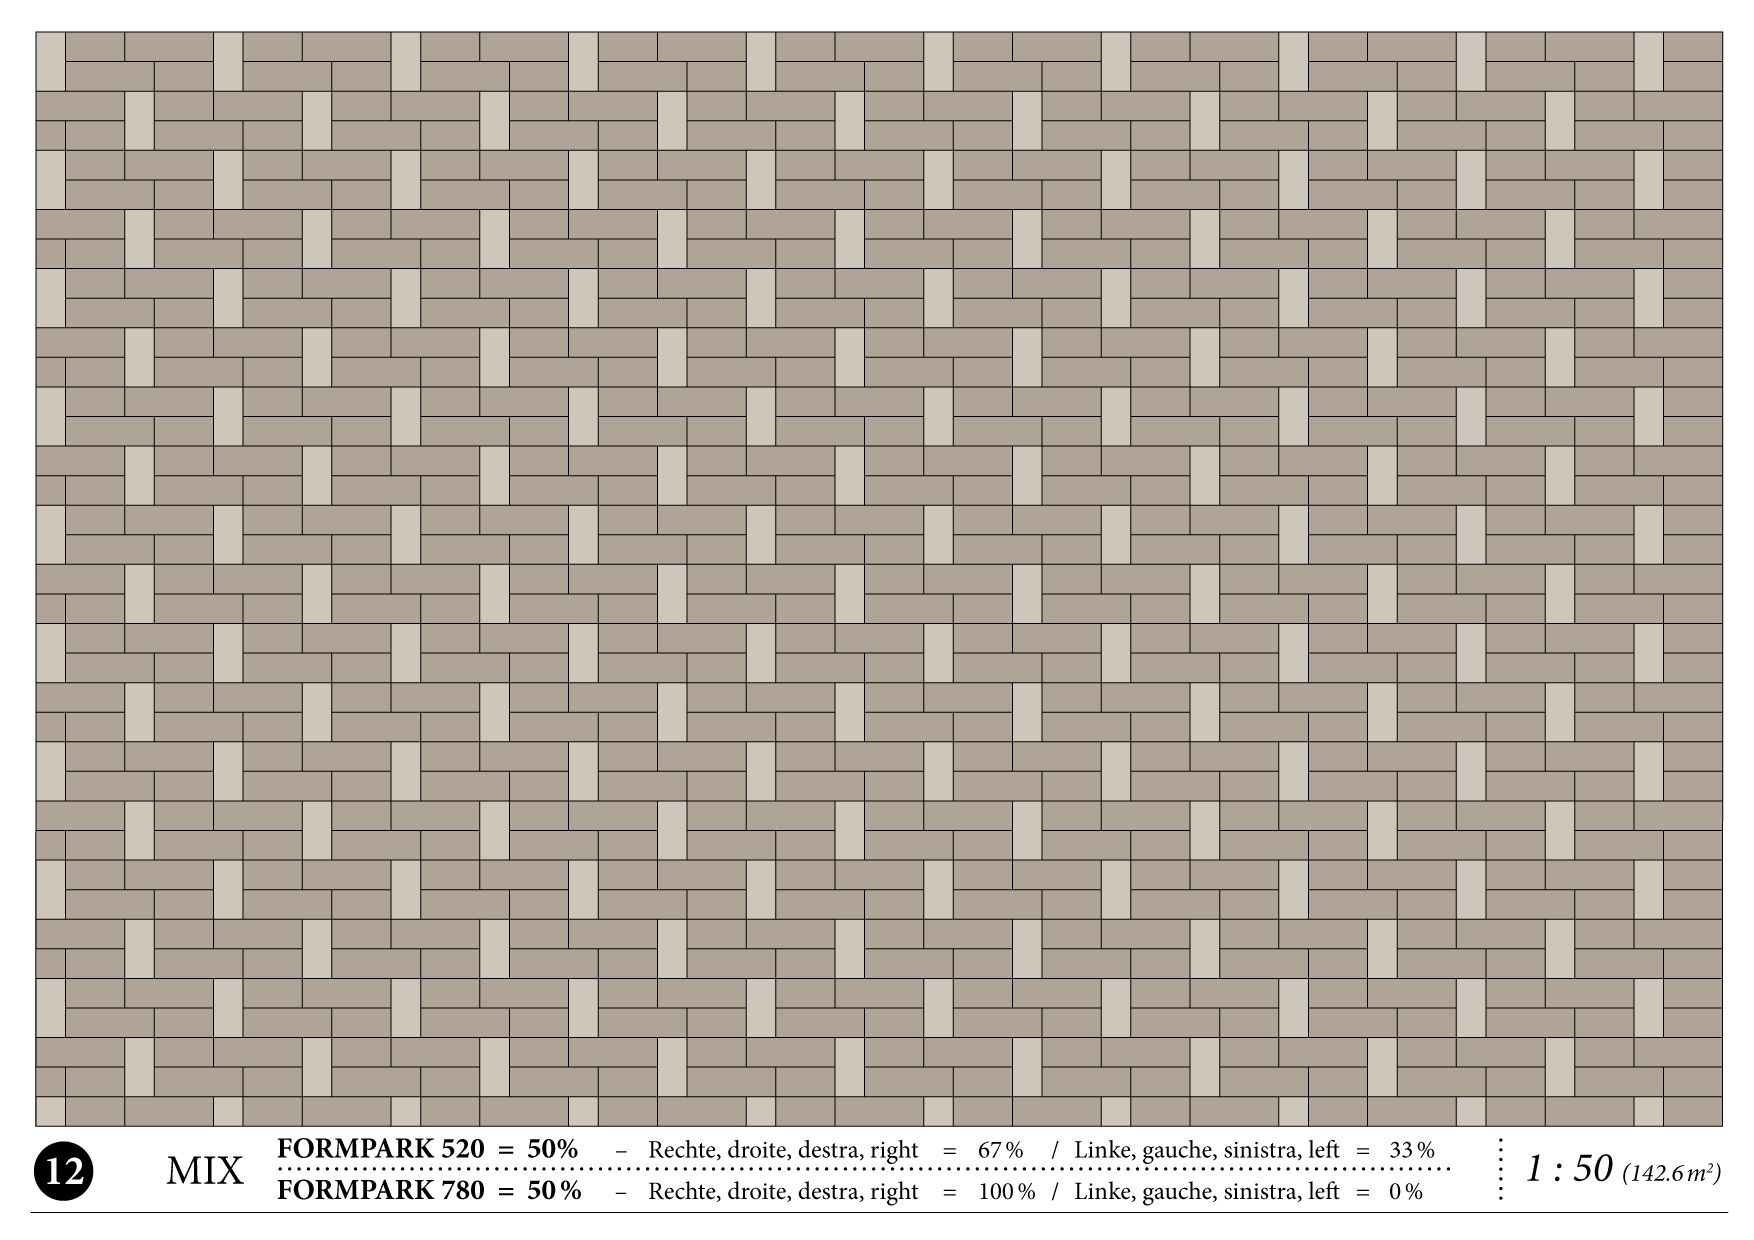 12 MIX FORMPARK 520 = 50% – Rechte, droite, destra, right = 67 % / Linke, gauche, sinistra, left = 33 %
FORMPARK 780 = 50 % – Rechte, droite, destra, right = 100 % / Linke, gauche, sinistra, left = 0 %
1 : 50 (142.6 m²)